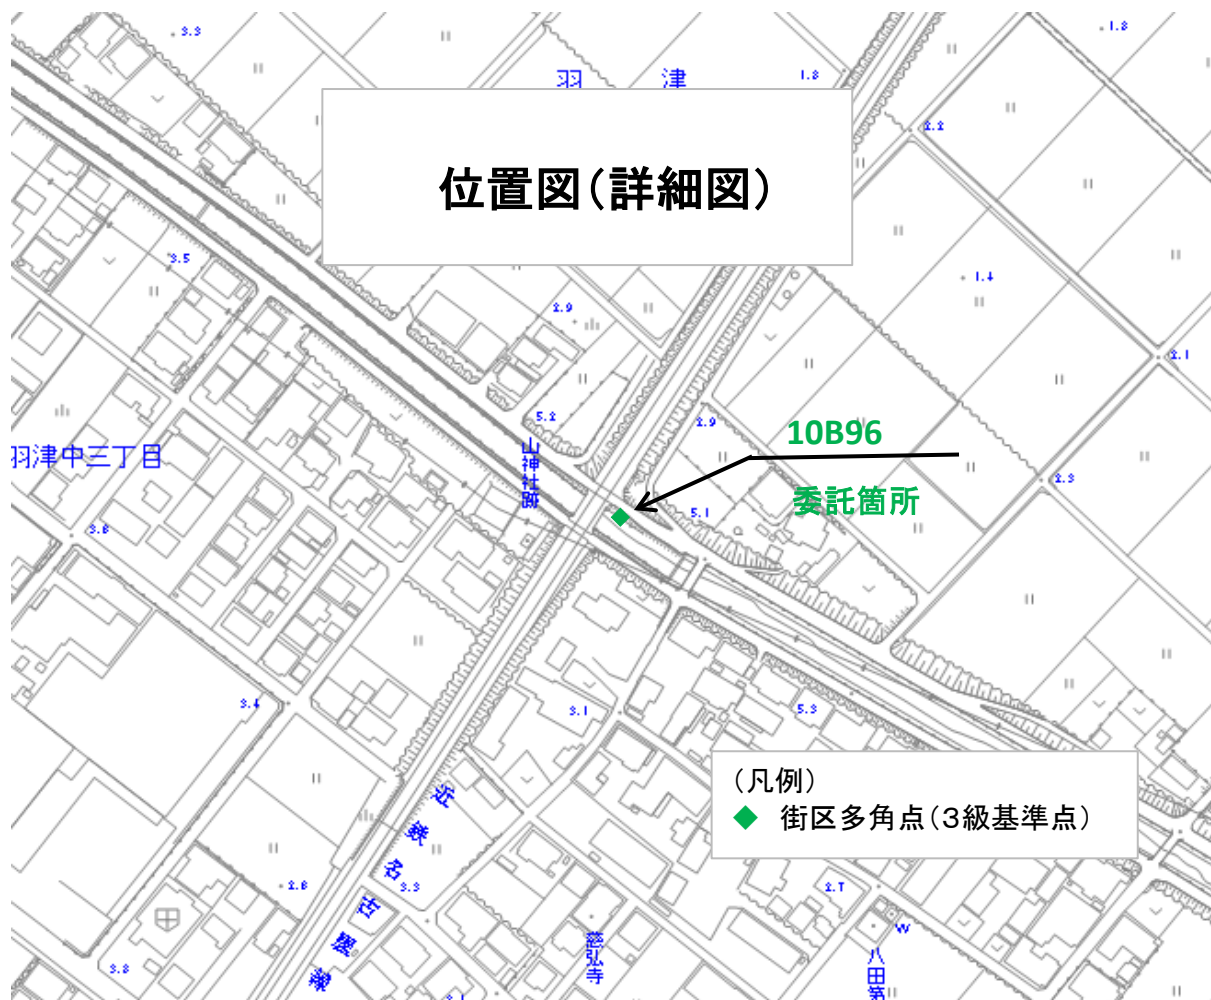 3.3
1.8
羽津
1.8
2.2
位置図(詳細図)
3.5
1.4
2.9
2.1
5.2
2.9
10B96
羽津中三丁目
山神社跡
2.3
委託箇所
5.1
3.6
3.4
3.1
5.3
(凡例)
◆ 街区多角点(3級基準点)
近鉄名古屋線
3.3
2.6
2.7
W
慈弘寺
八田第
3.3